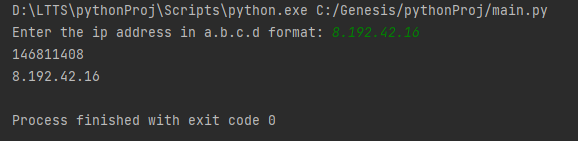 D:\LTTS\pythonProj\Scripts\python.exe C:/Genesis/pythonProj/main.py
Enter the ip address in a.b.c.d format: 8.192.42.16
146811408
8.192.42.16
Process finished with exit code 0